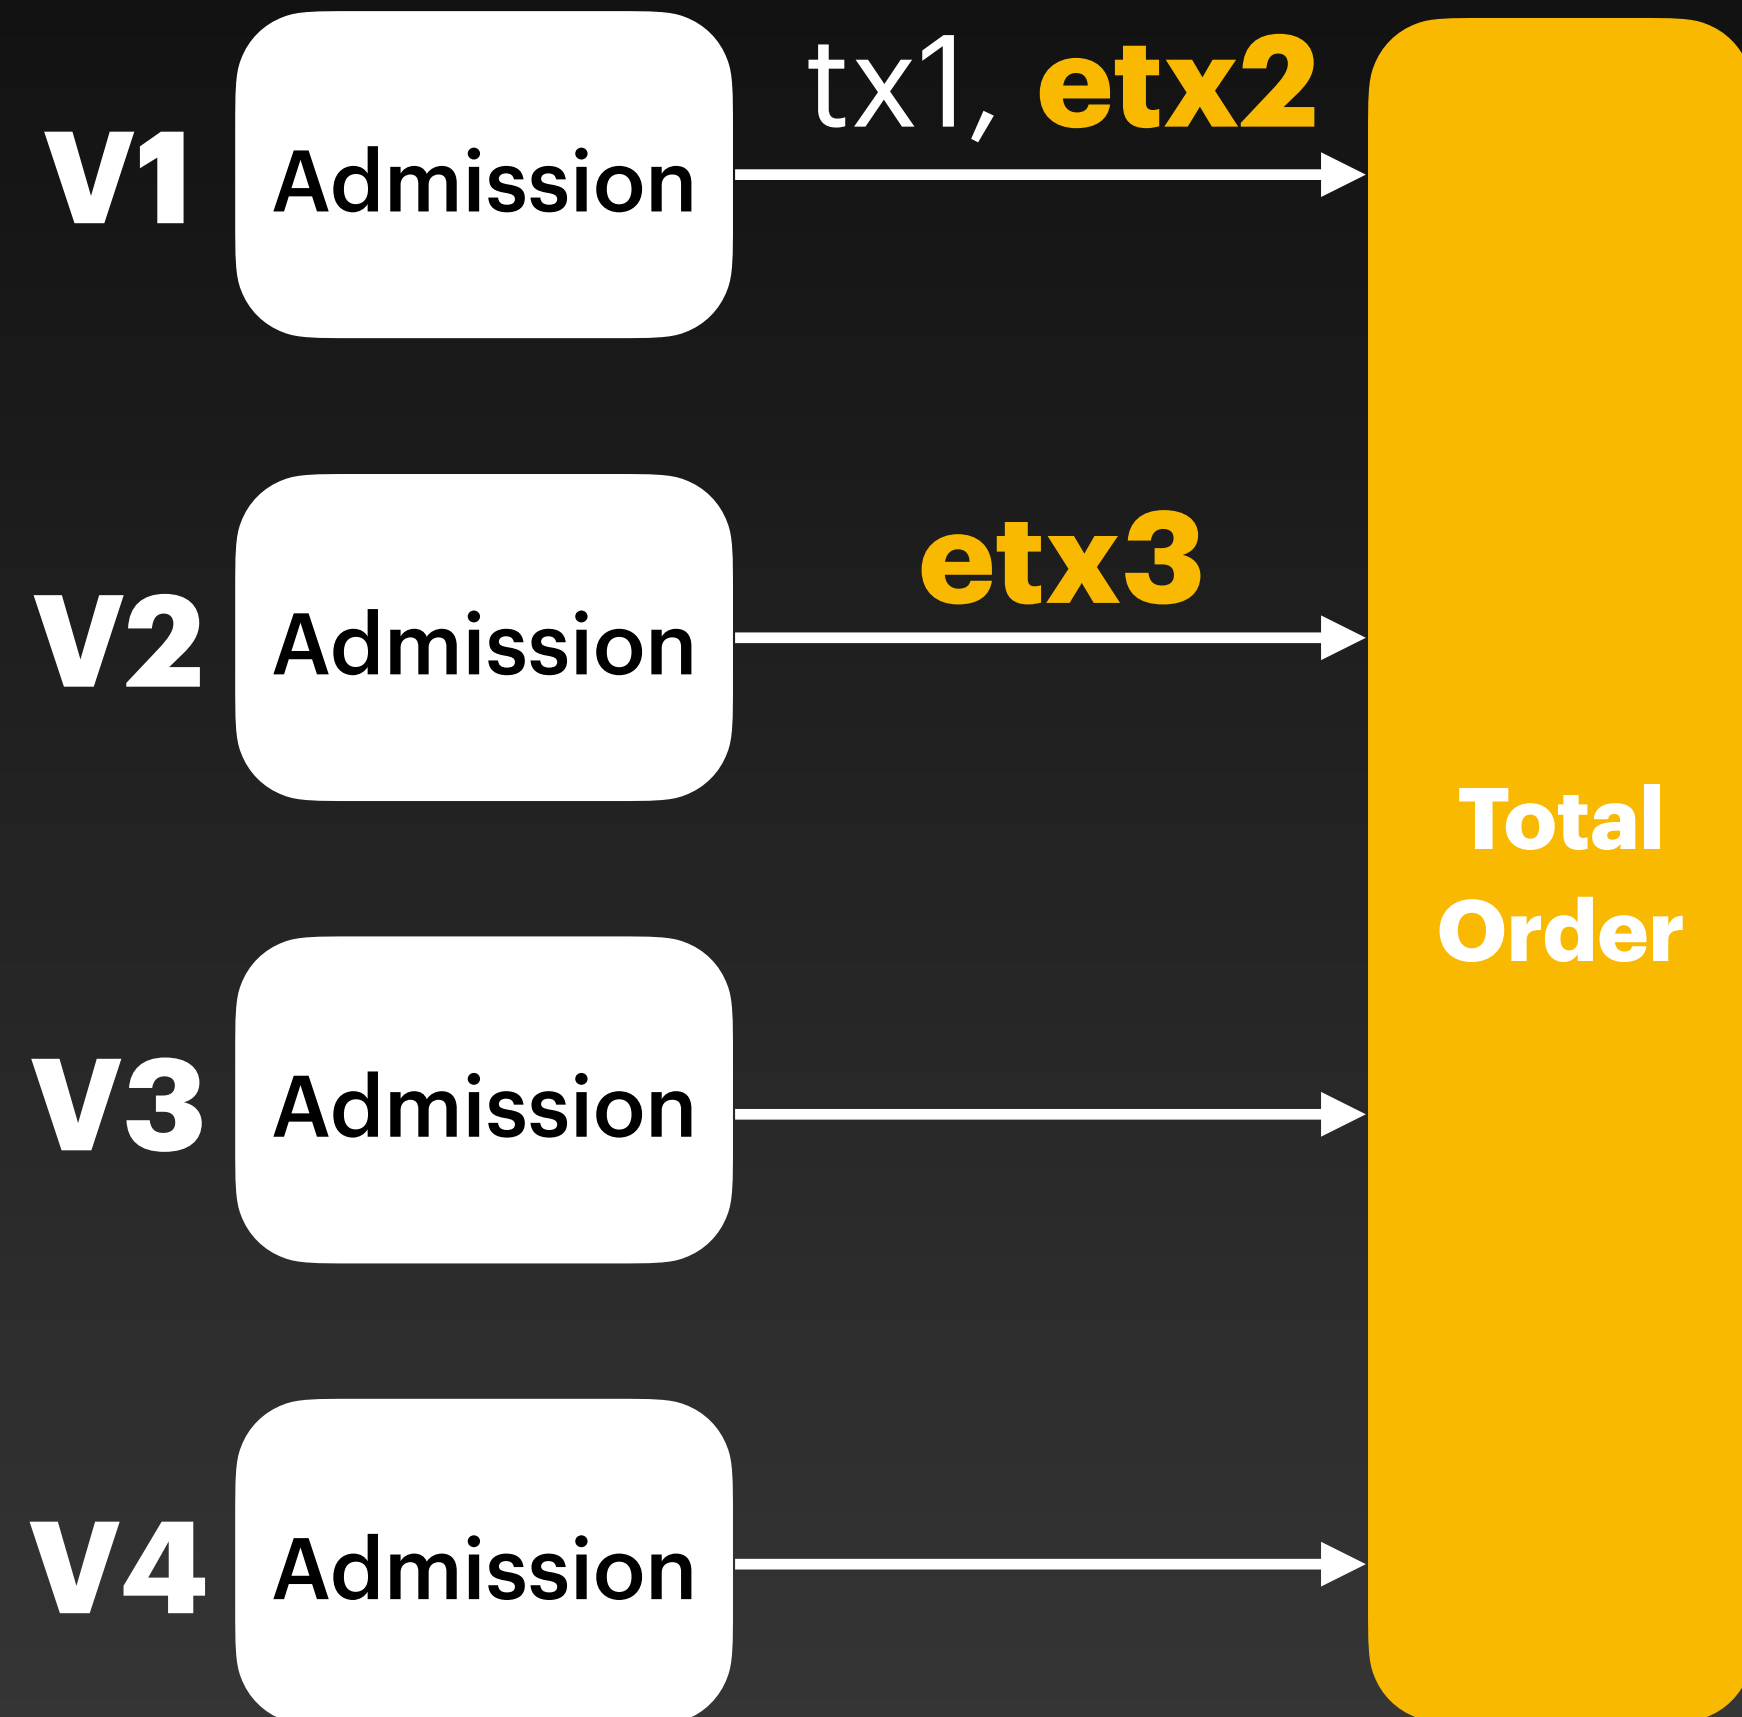 tx1, etx2
V1
Admission
etx3
V2
Admission
Total
Order
V3
Admission
V4
Admission